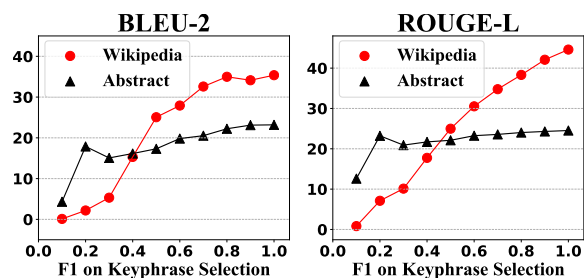 BLEU-2
Wikipedia
Abstract
40
30
20
10
0
0.0 0.2 0.4 0.6 0.8 1.0
F1 on Keyphrase Selection
ROUGE-L
Wikipedia
Abstract
40
30
20
10
0
0.0 0.2 0.4 0.6 0.8 1.0
F1 on Keyphrase Selection